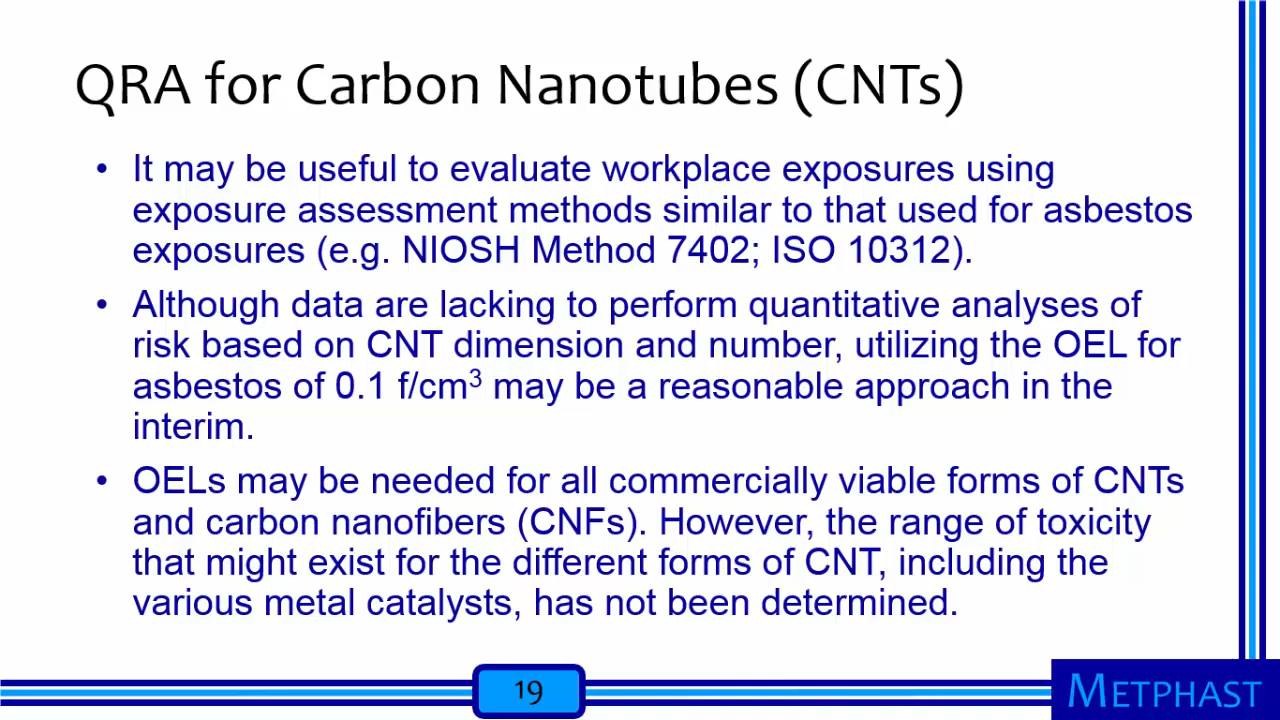 QRA for Carbon Nanotubes (CNTs)
• It may be useful to evaluate workplace exposures using
exposure assessment methods similar to that used for asbestos
exposures (e.g. NIOSH Method 7402; ISO 10312).
• Although data are lacking to perform quantitative analyses of
risk based on CNT dimension and number, utilizing the OEL for
asbestos of 0.1 f/cm³ may be a reasonable approach in the
interim.
• OELs may be needed for all commercially viable forms of CNTs
and carbon nanofibers (CNFs). However, the range of toxicity
that might exist for the different forms of CNT, including the
various metal catalysts, has not been determined.
19
METPHAST